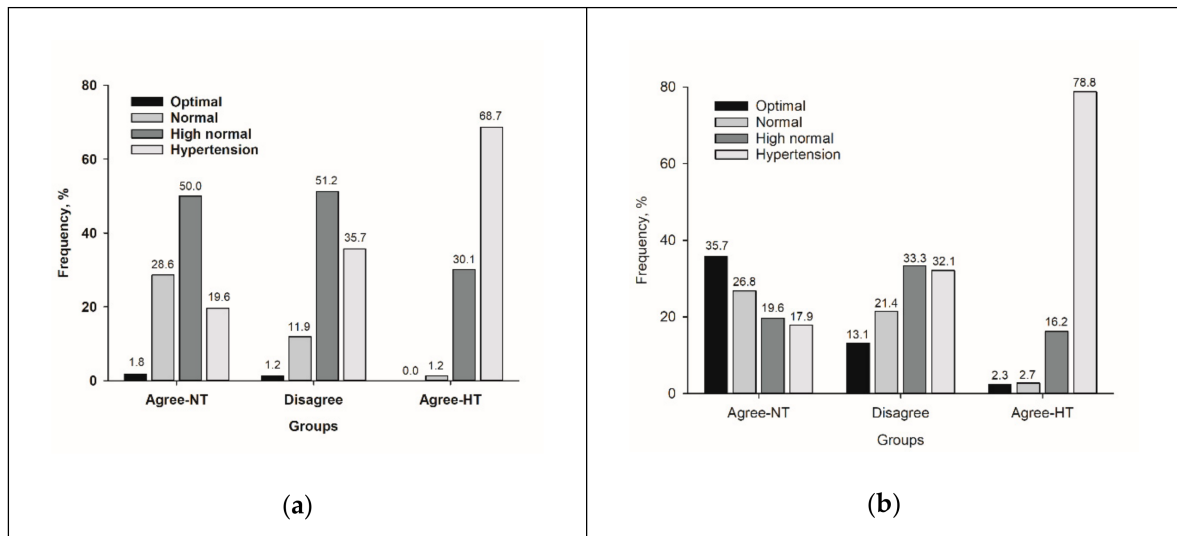 80
60
40
20
0
Frequency, %
Optimal
Normal
High normal
Hypertension
1.8
28.6
50.0
19.6
1.2
11.9
51.2
35.7
0.0
1.2
30.1
68.7
Agree-NT
Disagree
Agree-HT
Groups
(a)
80
60
40
20
0
Frequency, %
Optimal
Normal
High normal
Hypertension
35.7
26.8
19.6
17.9
13.1
21.4
33.3
32.1
2.3
2.7
16.2
78.8
Agree-NT
Disagree
Agree-HT
Groups
(b)